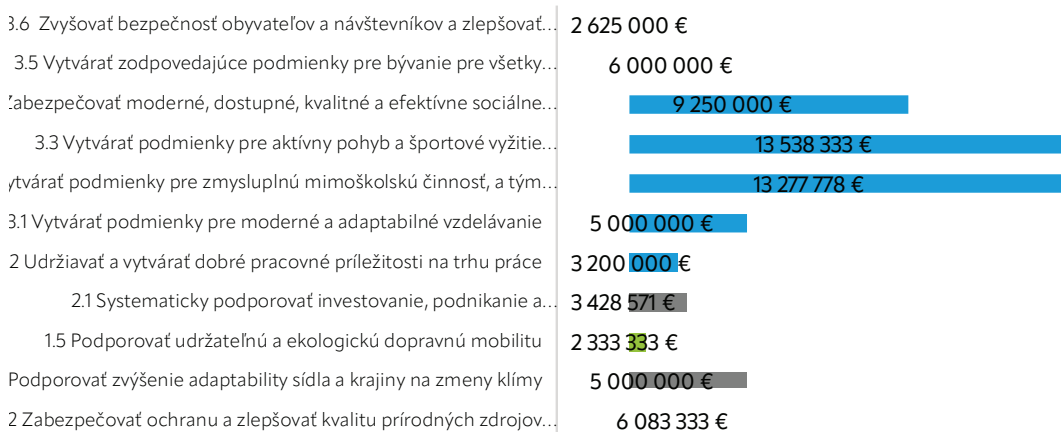 3.6 Zvyšovať bezpečnosť obyvateľov a návštevníkov a zlepšovať... 2 625 000 €
3.5 Vytvárať zodpovedajúce podmienky pre bývanie pre všetky... 6 000 000 €
Zabezpečovať moderné, dostupné, kvalitné a efektívne sociálne... 9 250 000 €
3.3 Vytvárať podmienky pre aktívny pohyb a športové vyžitie... 13 538 333 €
ytvárať podmienky pre zmysluplnú mimoškolskú činnosť, a tým... 13 277 778 €
3.1 Vytvárať podmienky pre moderné a adaptabilné vzdelávanie 5 000 000 €
2 Udržiavať a vytvárať dobré pracovné príležitosti na trhu práce 3 200 000 €
2.1 Systematicky podporovať investovanie, podnikanie a... 3 428 571 €
1.5 Podporovať udržateľnú a ekologickú dopravnú mobilitu 2 333 333 €
Podporovať zvýšenie adaptability sídla a krajiny na zmeny klímy 5 000 000 €
2 Zabezpečovať ochranu a zlepšovať kvalitu prírodných zdrojov... 6 083 333 €